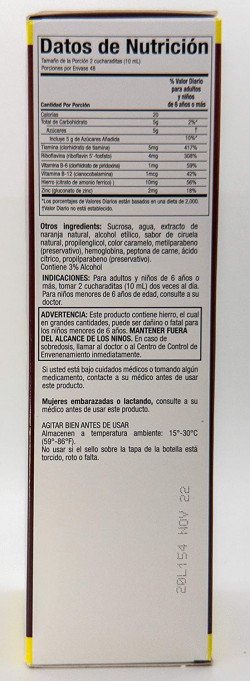 Datos de Nutrición
Tamaño de la Porción 2 cucharaditas (10 mL)
Porciones por Envase 48
% Valor Diario
para adultos
y niños
Cantidad Por Porción de 6 años o más
Calorías 20
Total de Carbohidrato 5g 2%*
Azúcares 5g †
Incluye 5 g de Azúcares Añadida 10%*
Tiamina (clorhidrato de tiamina) 5mg 417%
Riboflavina (riboflavin 5'-fosfato) 4mg 308%
Vitamina B-6 (clorhidrato de piridoxina) 1mg 59%
Vitamina B-12 (cianocobalamina) 1mcg 42%
Hierro (citrato de amonio férrico) 10mg 56%
Zinc (gluconato de zinc) 2mg 18%
*Los porcentajes de Valores Diarios están basados en una dieta de 2,000.
†Valor Diario no está establecido.
Otros ingredients: Sucrosa, agua, extracto de
naranja natural, alcohol etílico, sabor de ciruela
natural, propilenglicol, color caramelo, metilparabeno
(preservativo), hemoglobina, peptona de carne, ácido
cítrico, propilparabeno (preservativo).
Contiene 3% Alcohol
INDICACIONES: Para adultos y niños de 6 años o
más, tomar 2 cucharaditas (10 mL) dos veces al día.
Para niños menores de 6 años de edad, consulte a su
doctor.
ADVERTENCIA: Este producto contiene hierro, el cual
en grandes cantidades, puede ser dañino o fatal para
los niños menores de 6 años. MANTENER FUERA
DEL ALCANCE DE LOS NINOS. En caso de
sobredosis, llamar al doctor o al Centro de Control de
Envenenamiento inmediatamente.
Si usted está bajo cuidados médicos o tomando algún
medicamento, contacte a su médico antes de usar
este producto.
Mujeres embarazadas o lactando, consulte a su
médico antes de usar este producto.
AGITAR BIEN ANTES DE USAR
Almacenen a temperatura ambiente: 15°-30°C
(59°-86°F).
No usar si el sello sobre la tapa de la botella está
torcido, roto o falta.
20L154 NOV 22